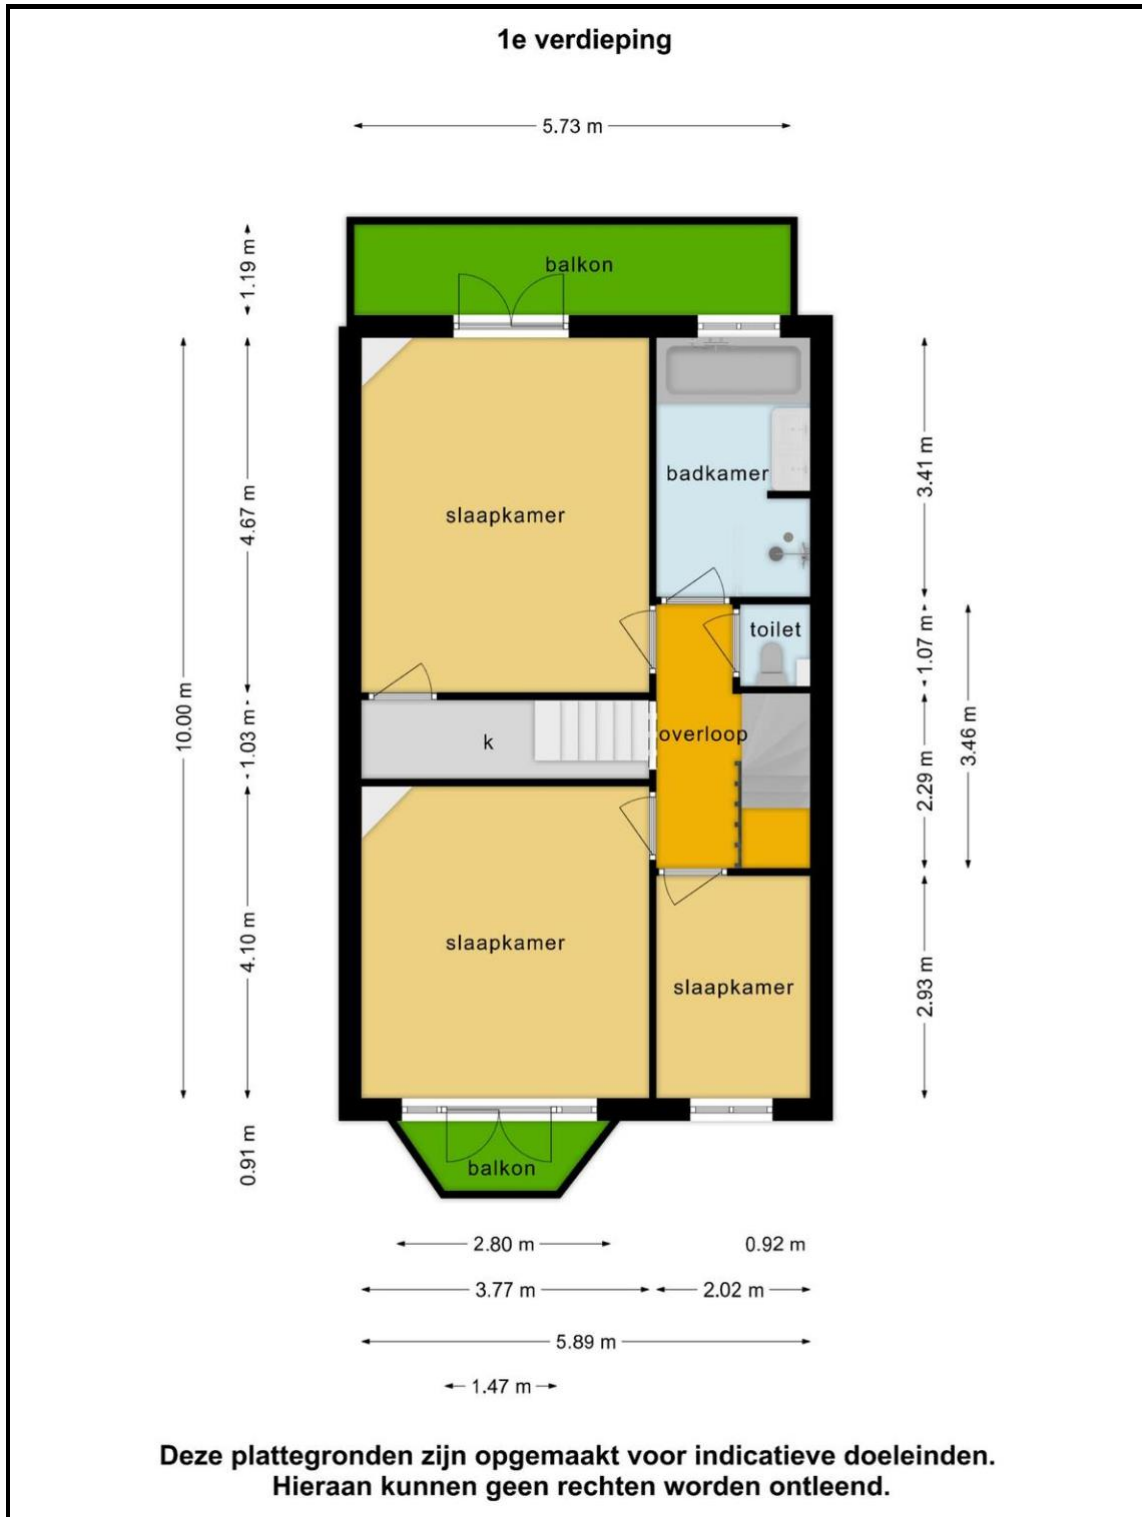 1e verdieping
5.73 m
1.19 m
balkon
10.00 m
4.67 m
slaapkamer
badkamer
3.41 m
toilet
1.07 m
1.03 m
k
overloop
2.29 m
3.46 m
4.10 m
slaapkamer
slaapkamer
2.93 m
0.91 m
balkon
2.80 m
0.92 m
3.77 m
2.02 m
5.89 m
1.47 m
Deze plattegronden zijn opgemaakt voor indicatieve doeleinden.
Hieraan kunnen geen rechten worden ontleend.